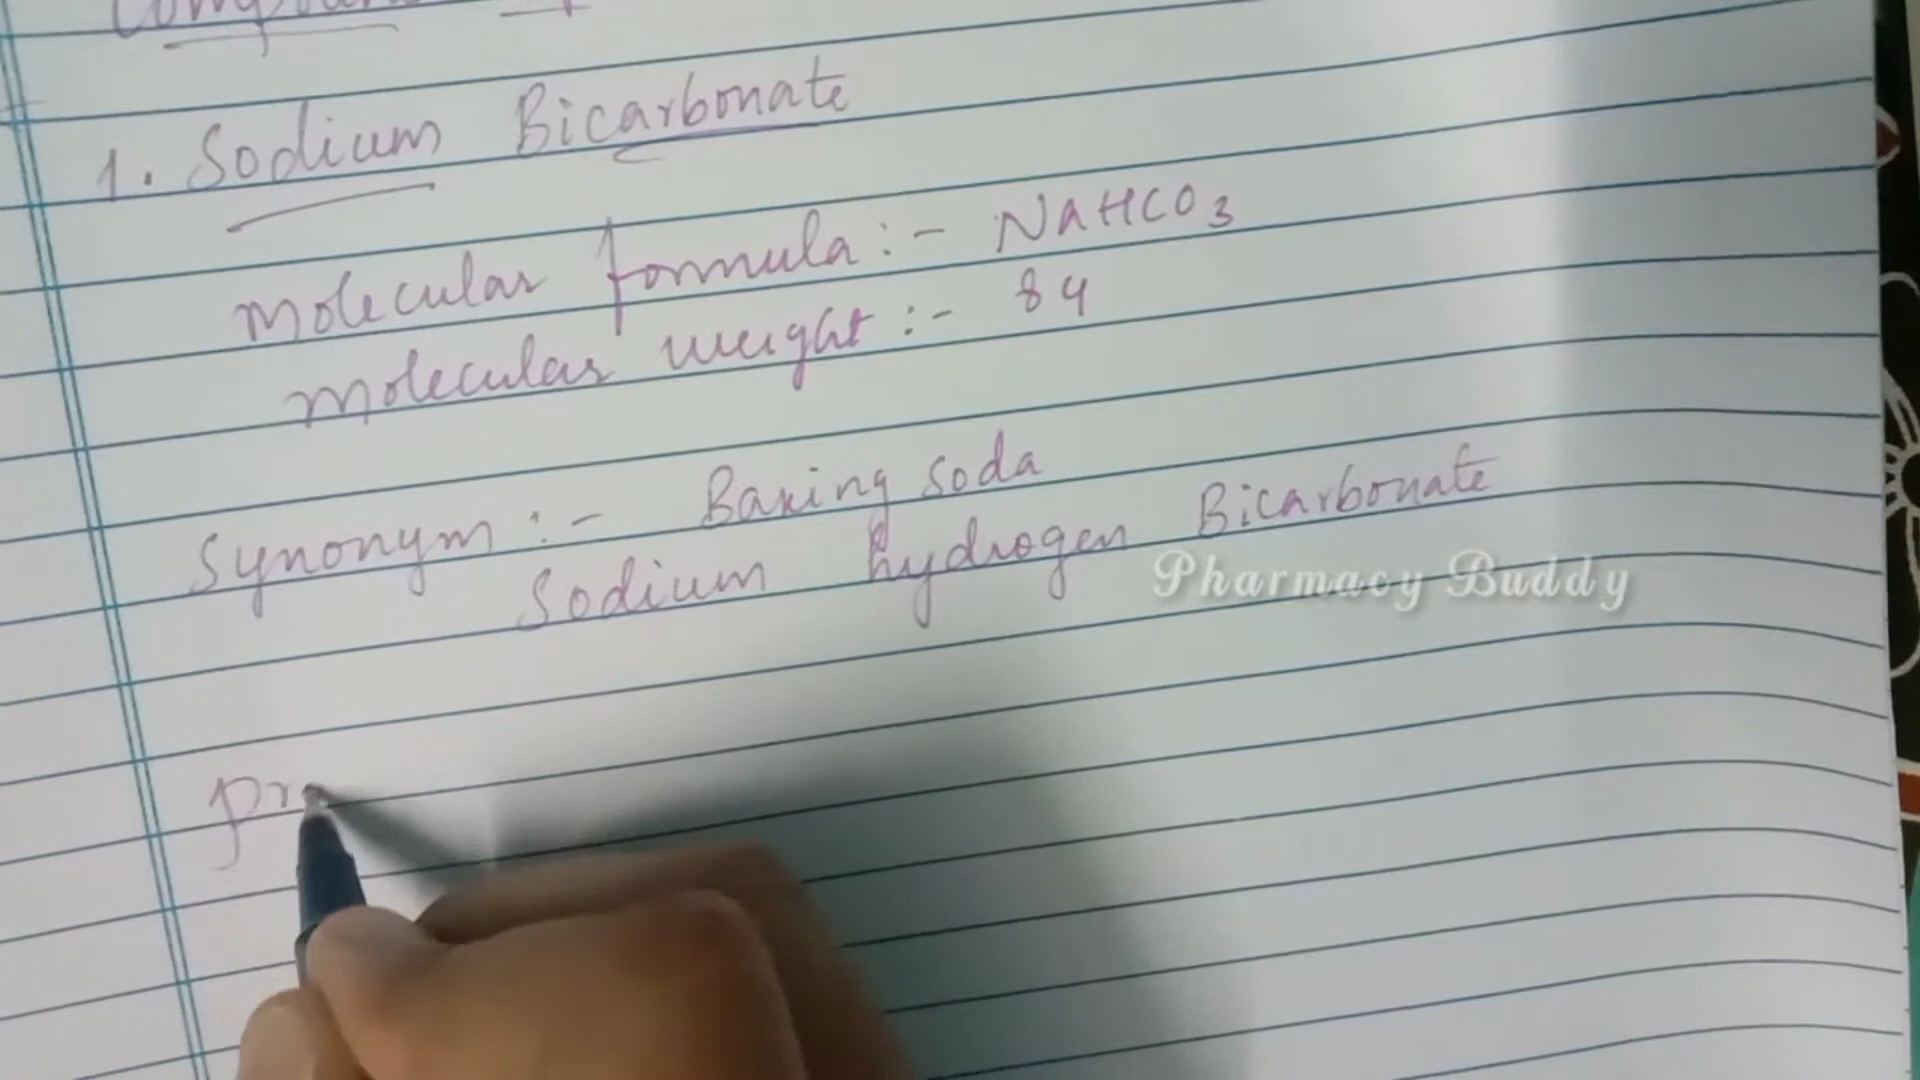 1. Sodium Bicarbonate
Molecular formula :- NaHCO3
Molecular weight :- 84
Synonym :- Baking soda
Sodium hydrogen Bicarbonate
Pharmacy Buddy